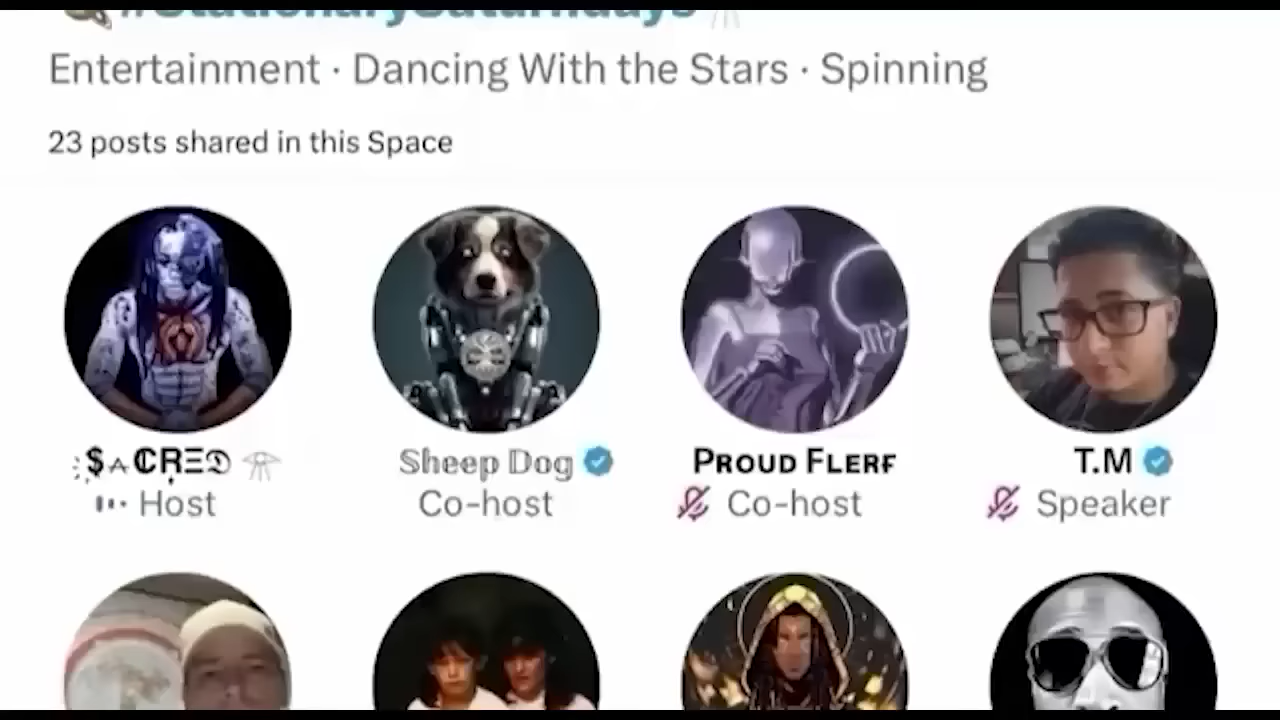 #StationarySaturndays
Entertainment · Dancing With the Stars · Spinning
23 posts shared in this Space
$ACRED
Sheep Dog
PROUD FLERF
T.M
Host
Co-host
Co-host
Speaker